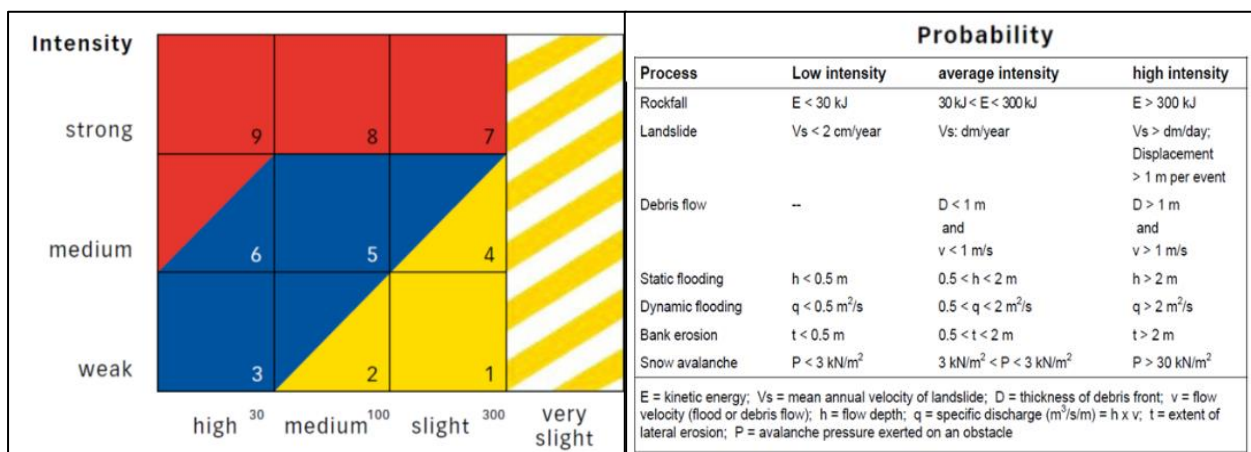 Intensity
strong
9 8 7
medium
6 5 4
weak
3 2 1
high 30 medium 100 slight 300 very
slight
Probability
Process Low intensity average intensity high intensity
Rockfall E < 30 kJ 30 kJ < E < 300 kJ E > 300 kJ
Landslide Vs < 2 cm/year Vs: dm/year Vs > dm/day;
Displacement
> 1 m per event
Debris flow -- D < 1 m D > 1 m
and and
v < 1 m/s v > 1 m/s
Static flooding h < 0.5 m 0.5 < h < 2 m h > 2 m
Dynamic flooding q < 0.5 m²/s 0.5 < q < 2 m²/s q > 2 m²/s
Bank erosion t < 0.5 m 0.5 < t < 2 m t > 2 m
Snow avalanche P < 3 kN/m² 3 kN/m² < P < 3 kN/m² P > 30 kN/m²
E = kinetic energy; Vs = mean annual velocity of landslide; D = thickness of debris front; v = flow
velocity (flood or debris flow); h = flow depth; q = specific discharge (m³/s/m) = h x v; t = extent of
lateral erosion; P = avalanche pressure exerted on an obstacle